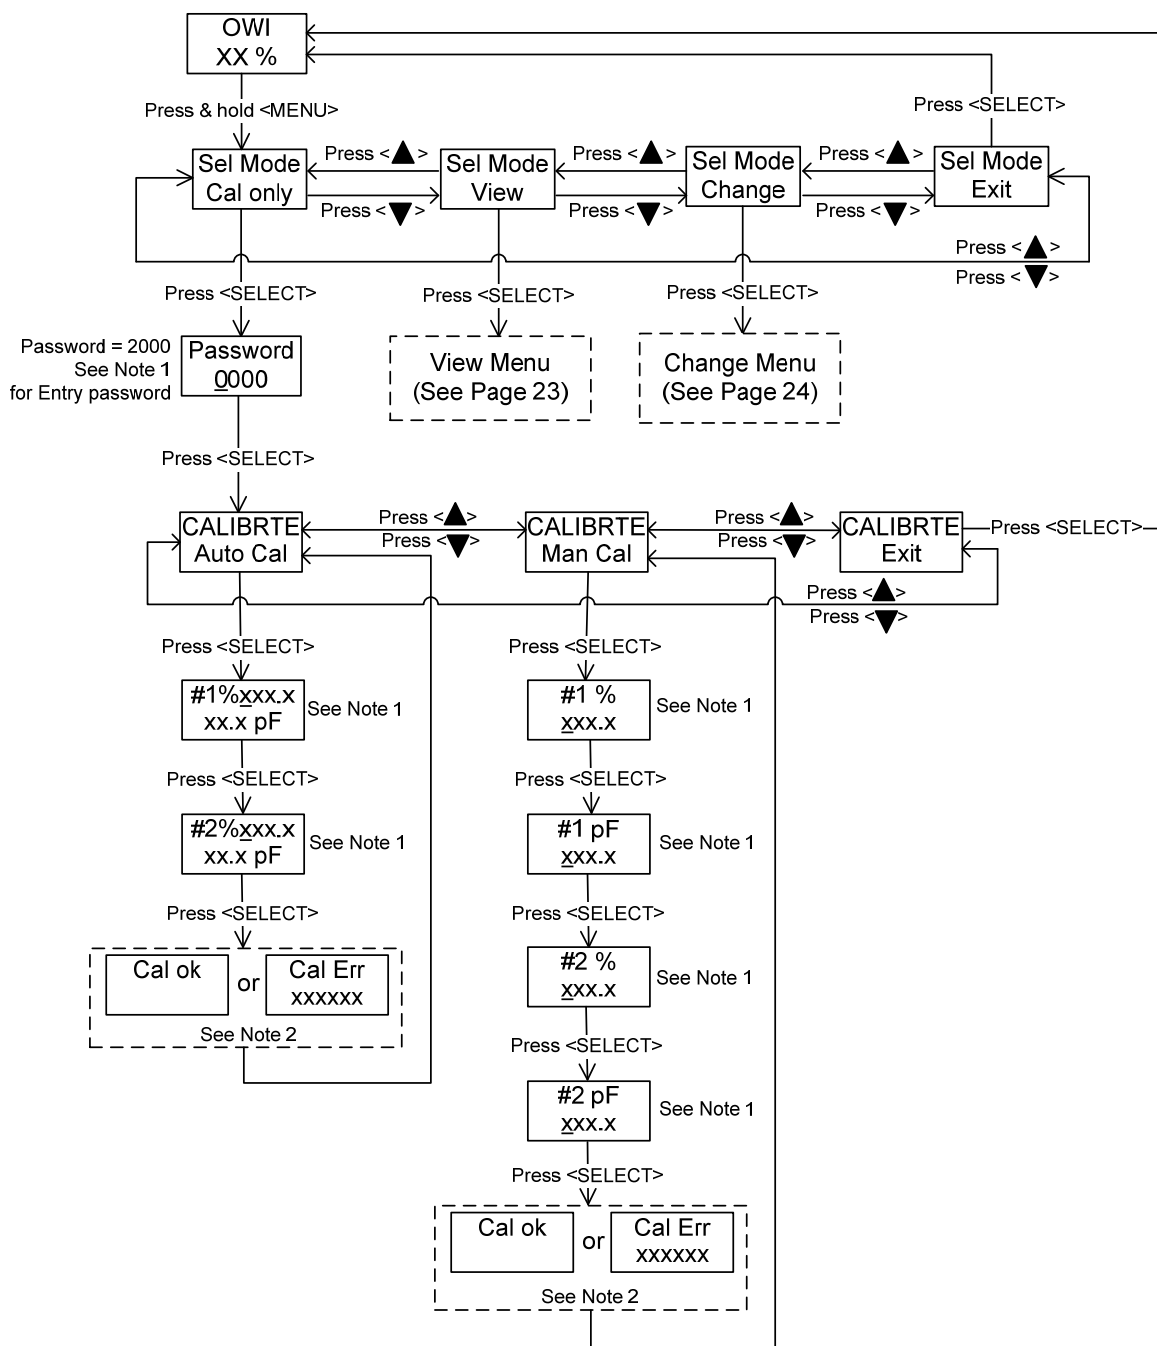 OWI
XX %
Press <SELECT>
Press & hold <MENU>
Sel Mode
Cal only
Press <▲>
Press <▼>
Sel Mode
View
Press <▲>
Press <▼>
Sel Mode
Change
Press <▲>
Press <▼>
Sel Mode
Exit
Press <▲>
Press <▼>
Press <SELECT>
Press <SELECT>
Press <SELECT>
Password = 2000
See Note 1
for Entry password
Password
0000
View Menu
(See Page 23)
Change Menu
(See Page 24)
Press <SELECT>
CALIBRTE
Auto Cal
Press <▲>
Press <▼>
CALIBRTE
Man Cal
Press <▲>
Press <▼>
CALIBRTE
Exit
Press <SELECT>
Press <▲>
Press <▼>
Press <SELECT>
Press <SELECT>
#1%xxx.x
xx.x pF
See Note 1
#1 %
xxx.x
See Note 1
Press <SELECT>
Press <SELECT>
#2%xxx.x
xx.x pF
See Note 1
#1 pF
xxx.x
See Note 1
Press <SELECT>
Press <SELECT>
Cal ok
or
Cal Err
xxxxxx
See Note 2
#2 %
xxx.x
See Note 1
Press <SELECT>
#2 pF
xxx.x
See Note 1
Press <SELECT>
Cal ok
or
Cal Err
xxxxxx
See Note 2